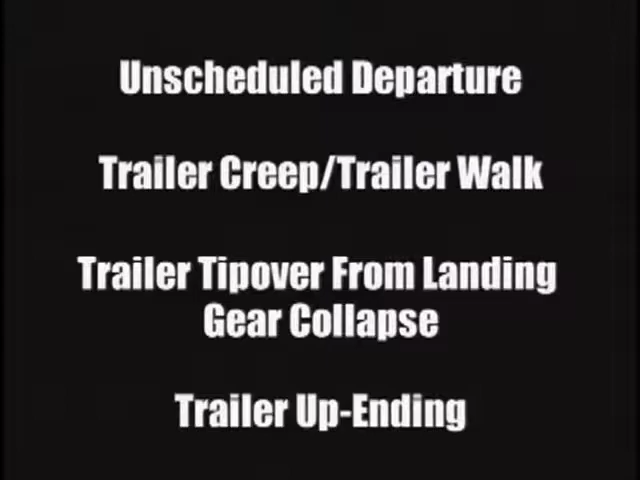 Unscheduled Departure
Trailer Creep/Trailer Walk
Trailer Tipover From Landing
Gear Collapse
Trailer Up-Ending